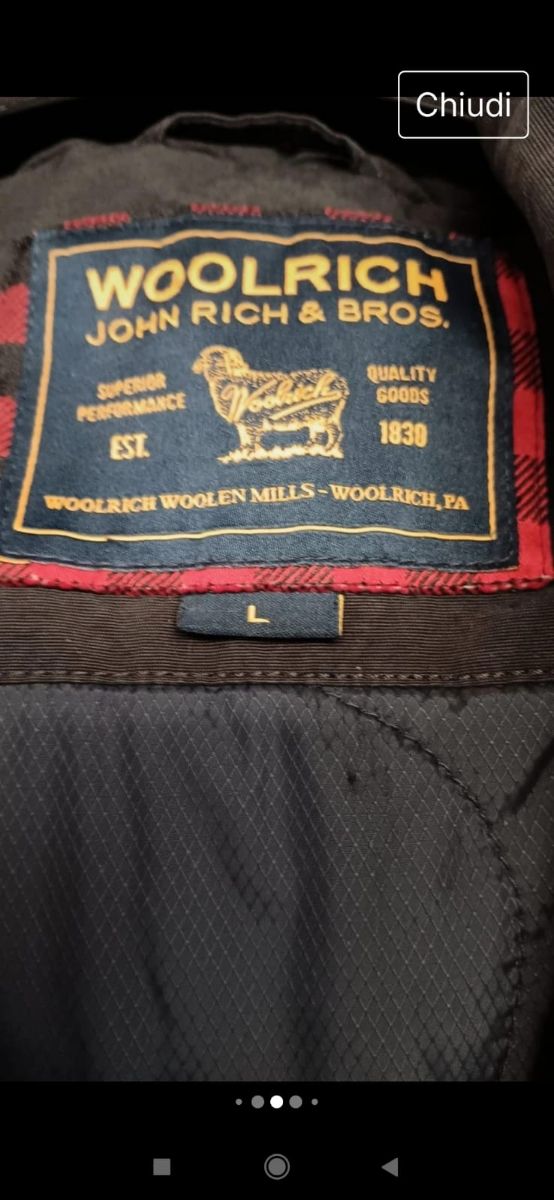 Chiudi
WOOLRICH
JOHN RICH & BROS.
SUPERIOR
PERFORMANCE
Woolrich
QUALITY
GOODS
EST.
1830
WOOLRICH WOOLEN MILLS - WOOLRICH, PA
L